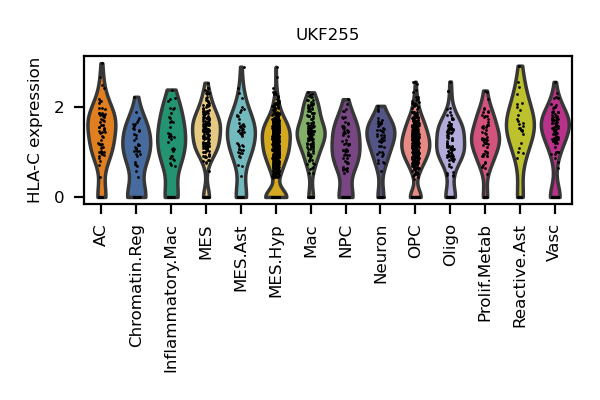 UKF255
HLA-C expression
2
0
AC
Chromatin.Reg
Inflammatory.Mac
MES
MES.Ast
MES.Hyp
Mac
NPC
Neuron
OPC
Oligo
Prolif.Metab
Reactive.Ast
Vasc